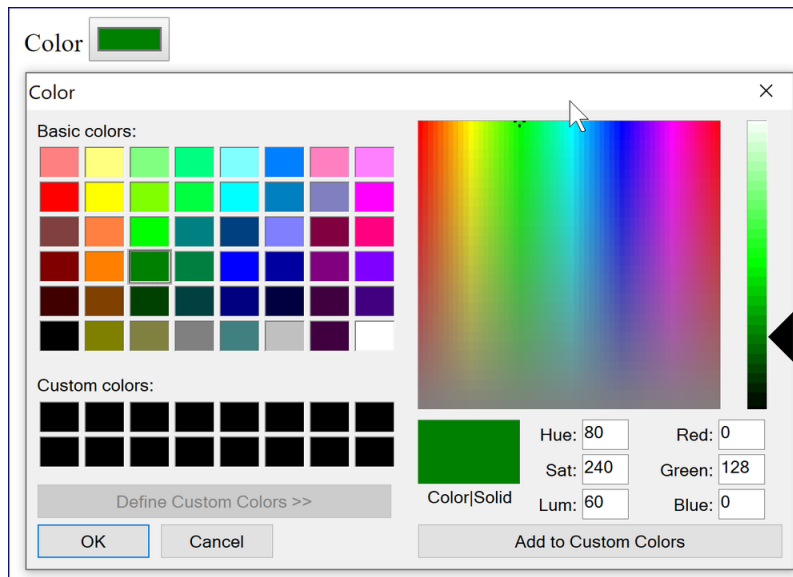 Color
Color
Basic colors:
Custom colors:
Define Custom Colors >>
OK Cancel
Color|Solid
Hue: 80 Red: 0
Sat: 240 Green: 128
Lum: 60 Blue: 0
Add to Custom Colors